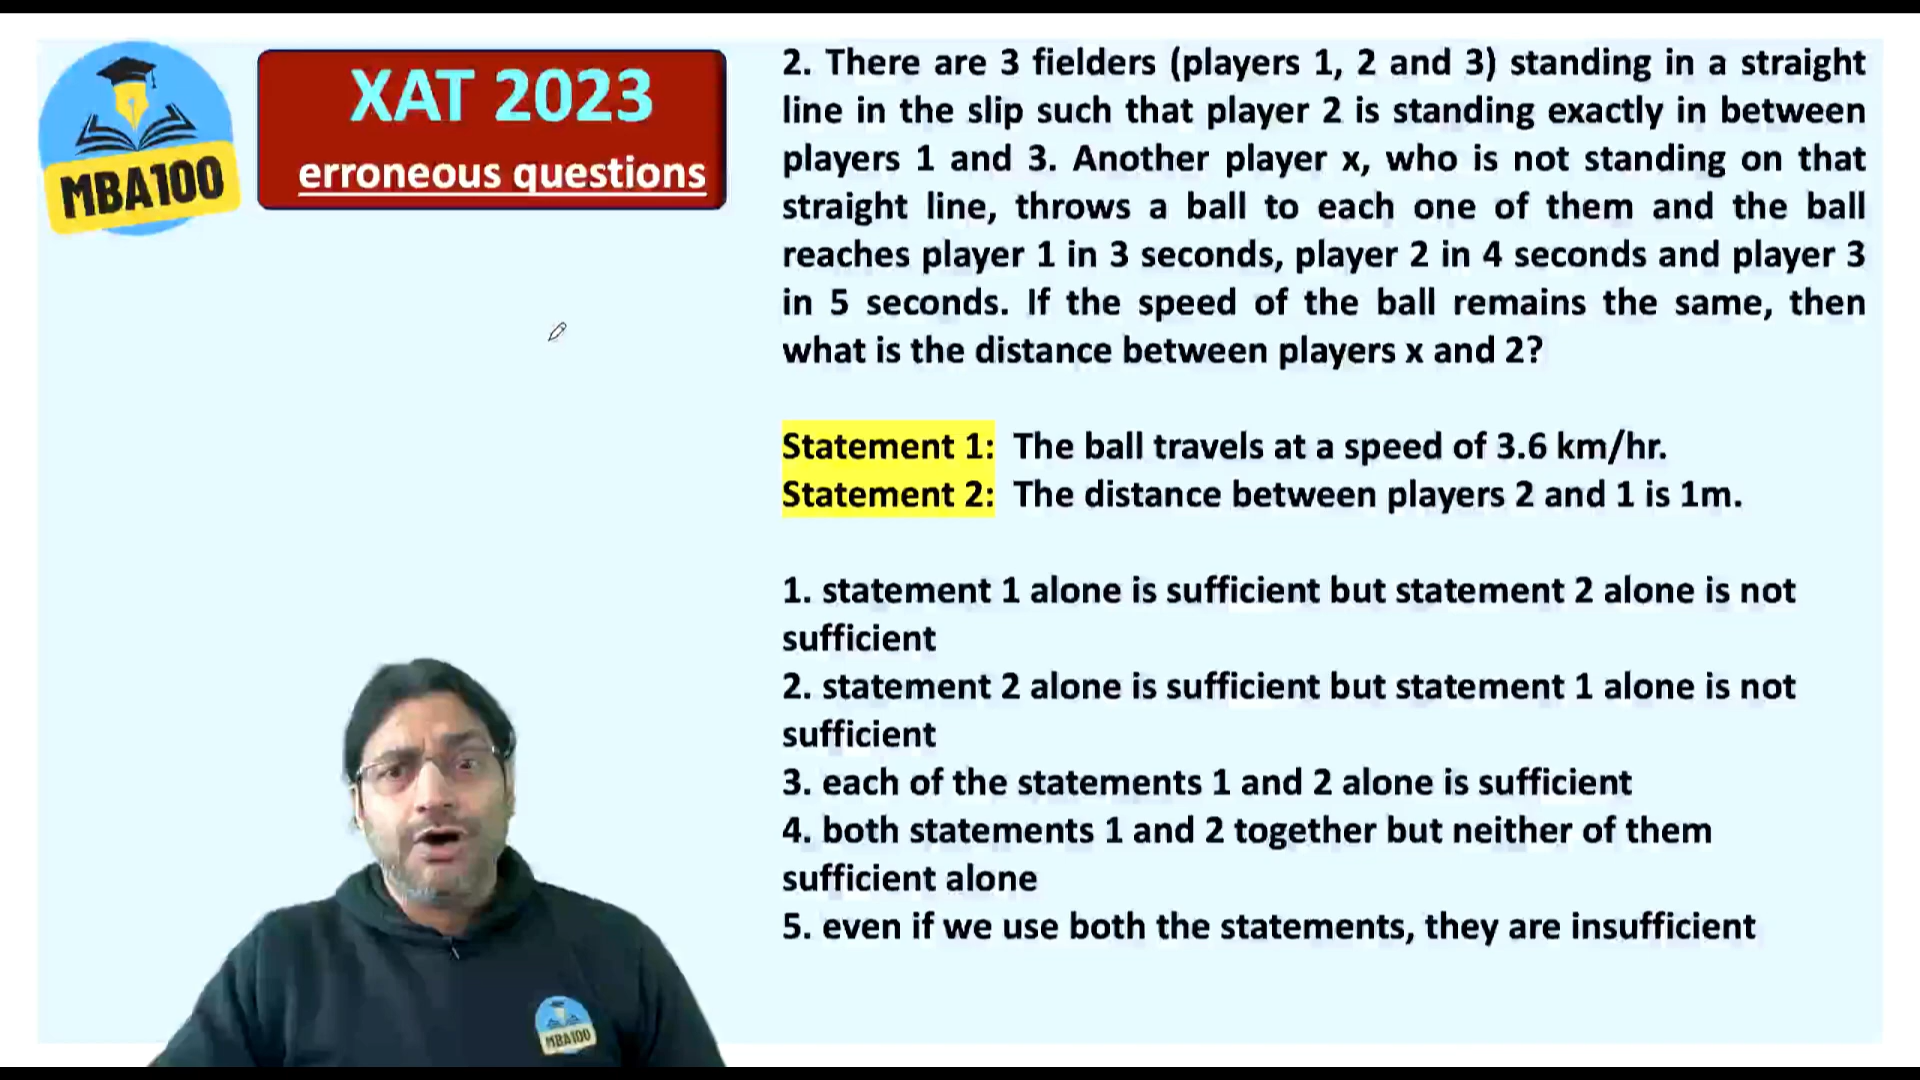 MBA100
XAT 2023
erroneous questions
2. There are 3 fielders (players 1, 2 and 3) standing in a straight
line in the slip such that player 2 is standing exactly in between
players 1 and 3. Another player x, who is not standing on that
straight line, throws a ball to each one of them and the ball
reaches player 1 in 3 seconds, player 2 in 4 seconds and player 3
in 5 seconds. If the speed of the ball remains the same, then
what is the distance between players x and 2?
Statement 1: The ball travels at a speed of 3.6 km/hr.
Statement 2: The distance between players 2 and 1 is 1m.
1. statement 1 alone is sufficient but statement 2 alone is not
sufficient
2. statement 2 alone is sufficient but statement 1 alone is not
sufficient
3. each of the statements 1 and 2 alone is sufficient
4. both statements 1 and 2 together but neither of them
sufficient alone
5. even if we use both the statements, they are insufficient
MBA100